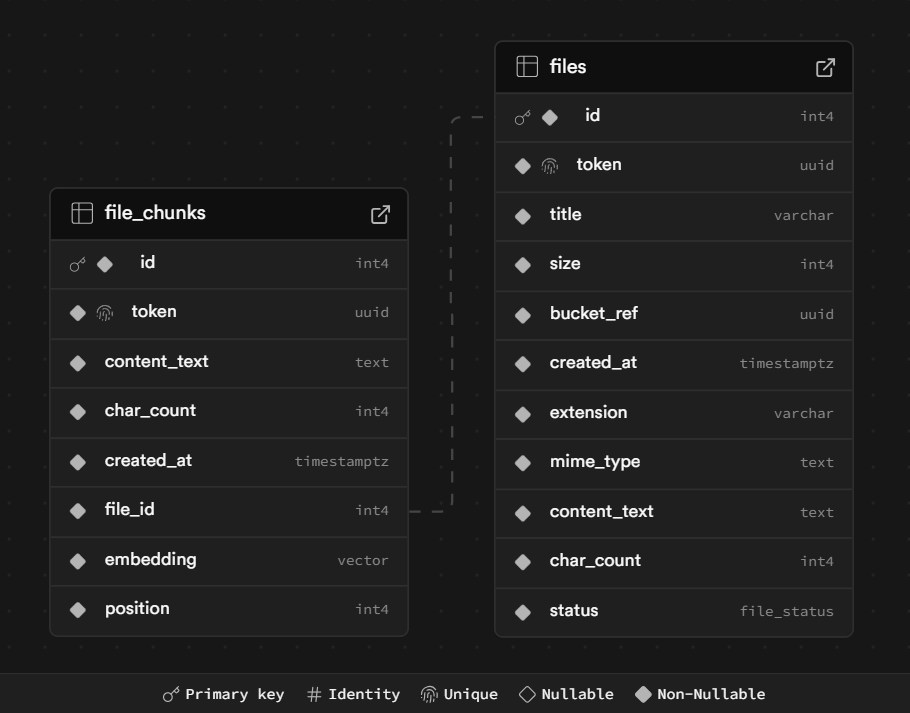 files
id int4
token uuid
title varchar
size int4
bucket_ref uuid
created_at timestamptz
extension varchar
mime_type text
content_text text
char_count int4
status file_status
file_chunks
id int4
token uuid
content_text text
char_count int4
created_at timestamptz
file_id int4
embedding vector
position int4
Primary key # Identity Unique Nullable Non-Nullable